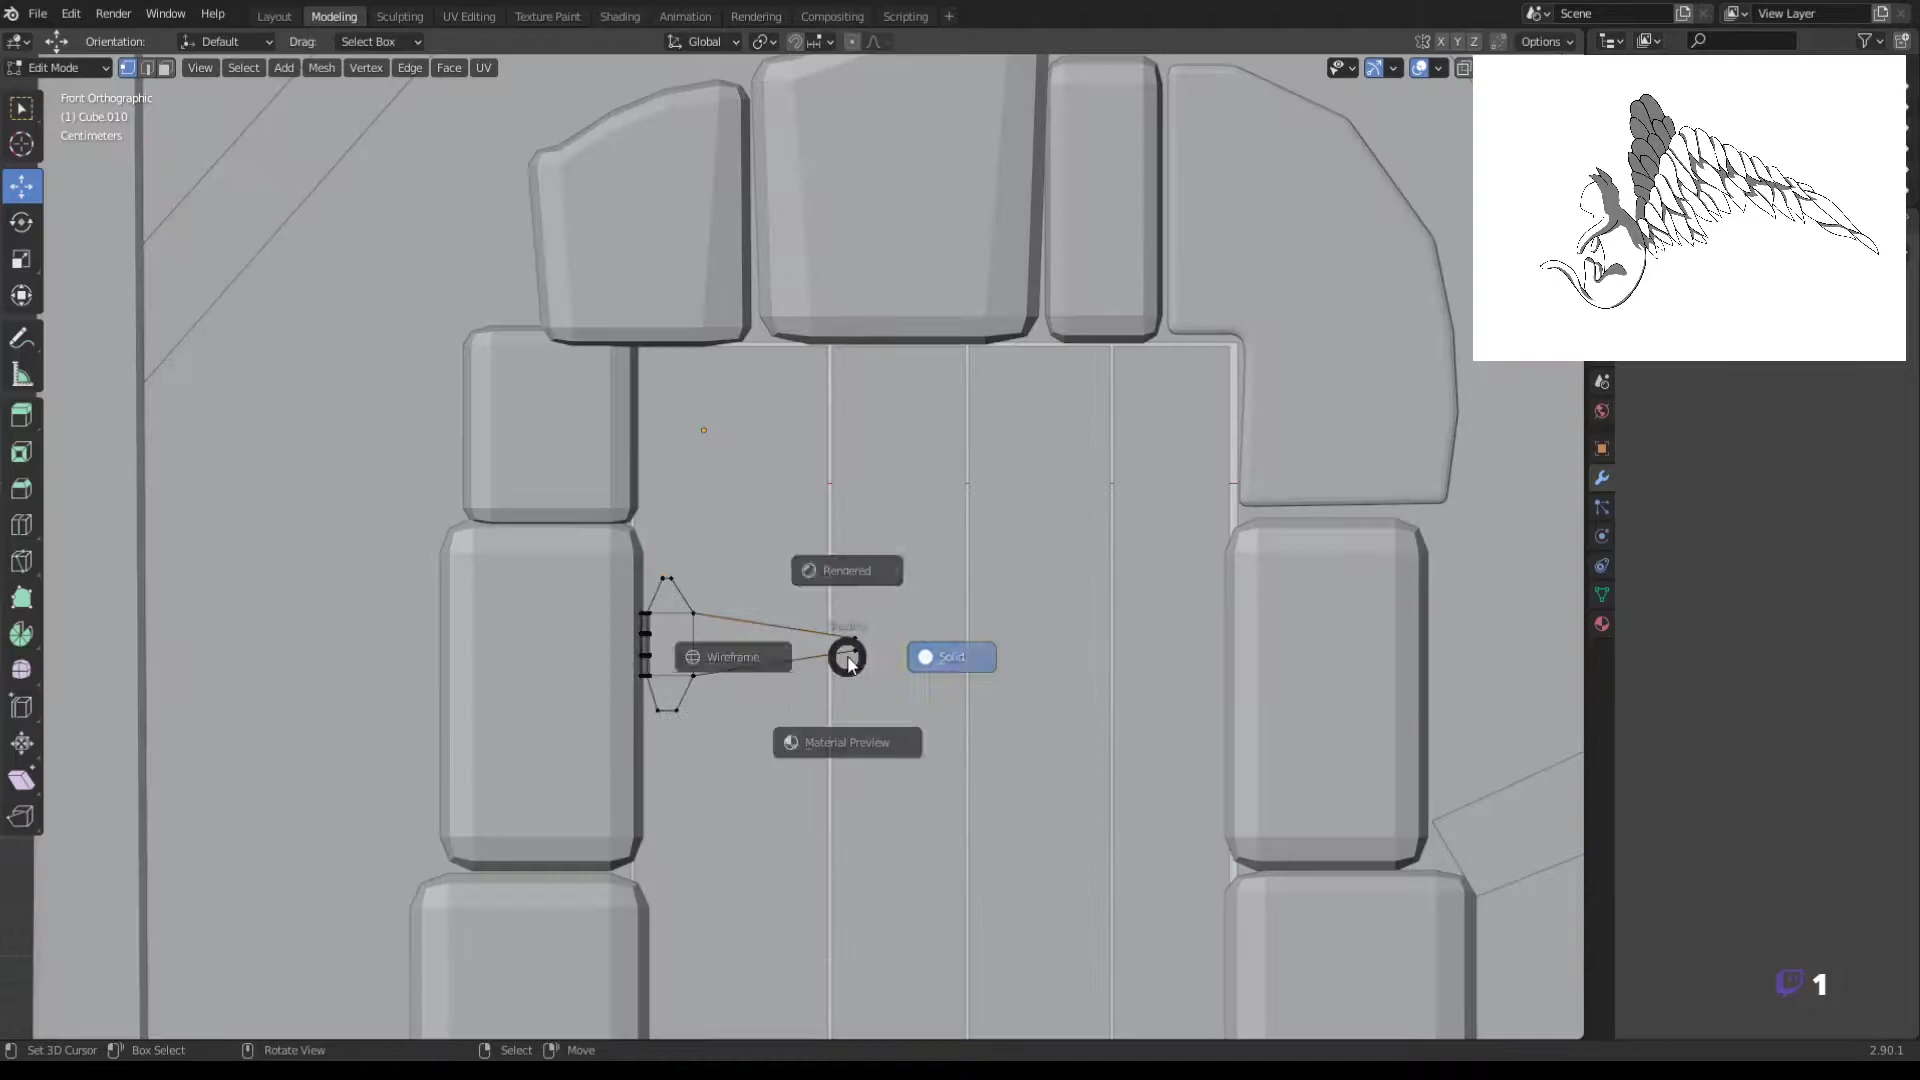 File Edit Render Window Help
Layout Modeling Sculpting UV Editing Texture Paint Shading Animation Rendering Compositing Scripting +
Scene View Layer
Orientation: Default Drag: Select Box Global X Y Z Options
Edit Mode View Select Add Mesh Vertex Edge Face UV
Front Orthographic
(1) Cube.010
Centimeters
Rendered
Wireframe Solid
Material Preview
1
Set 3D Cursor Box Select Rotate View Select Move 2.90.1